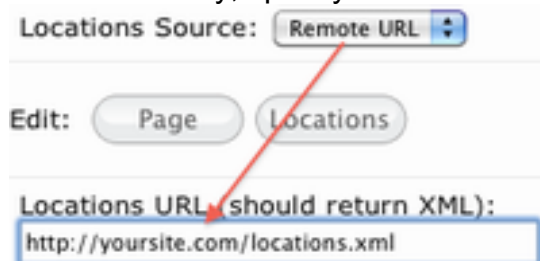 Locations Source: Remote URL
Edit: Page Locations
Locations URL (should return XML):
http://yoursite.com/locations.xml